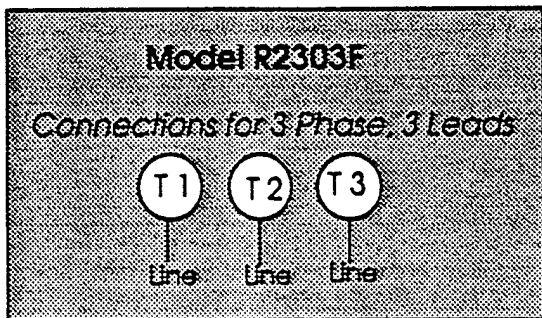 Model R2303F
Connections for 3 Phase, 3 Leads
T1 T2 T3
Line Line Line